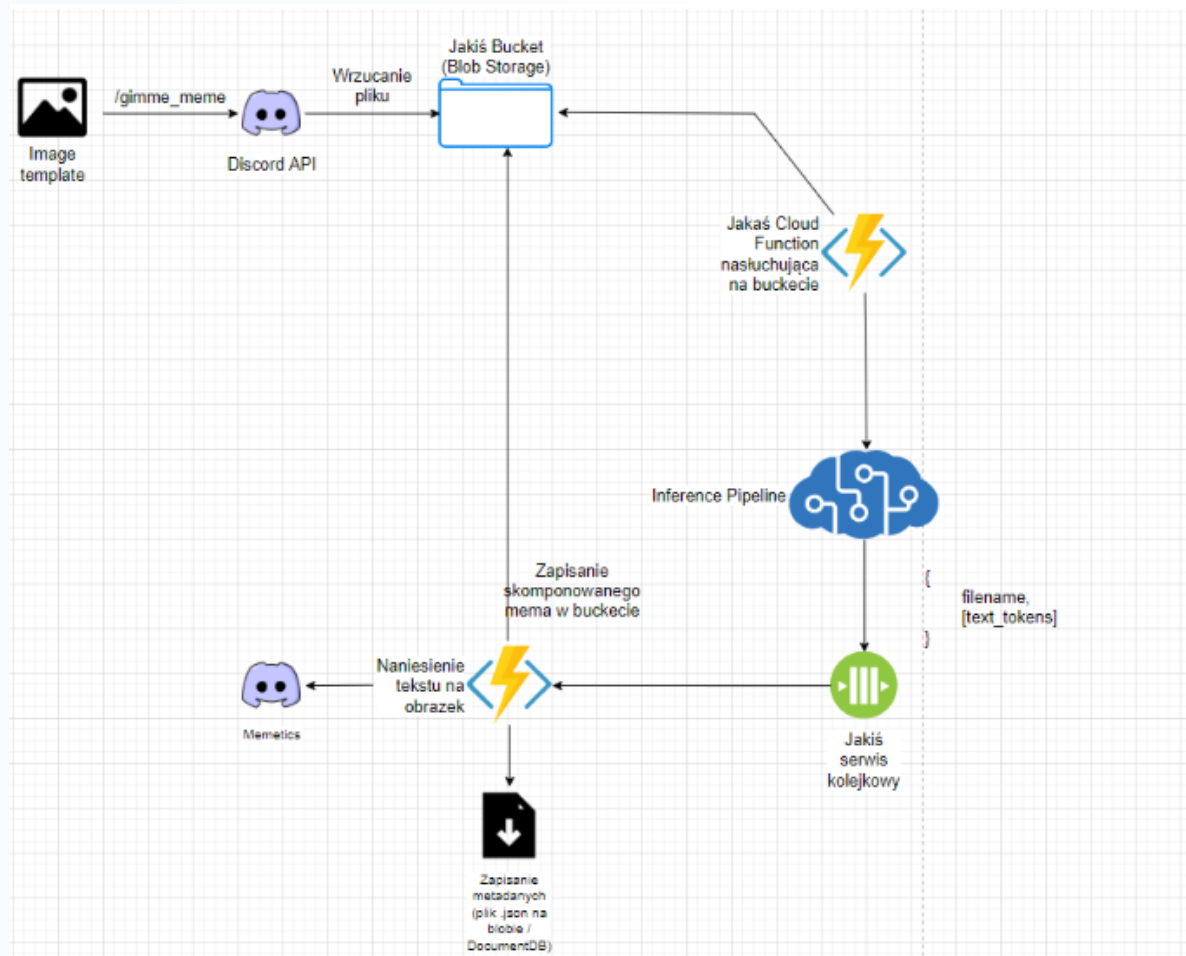 Jakiś Bucket
(Blob Storage)
Wrzucanie
pliku
/gimme_meme
Image
template
Discord API
Jakaś Cloud
Function
nasłuchująca
na buckecie
Inference Pipeline
{
filename,
[text_tokens]
}
Zapisanie
skomponowanego
mema w buckecie
Naniesienie
tekstu na
obrazek
Memetics
Jakiś
serwis
kolejkowy
Zapisanie
metadanych
(plik .json na
blobie /
DocumentDB)